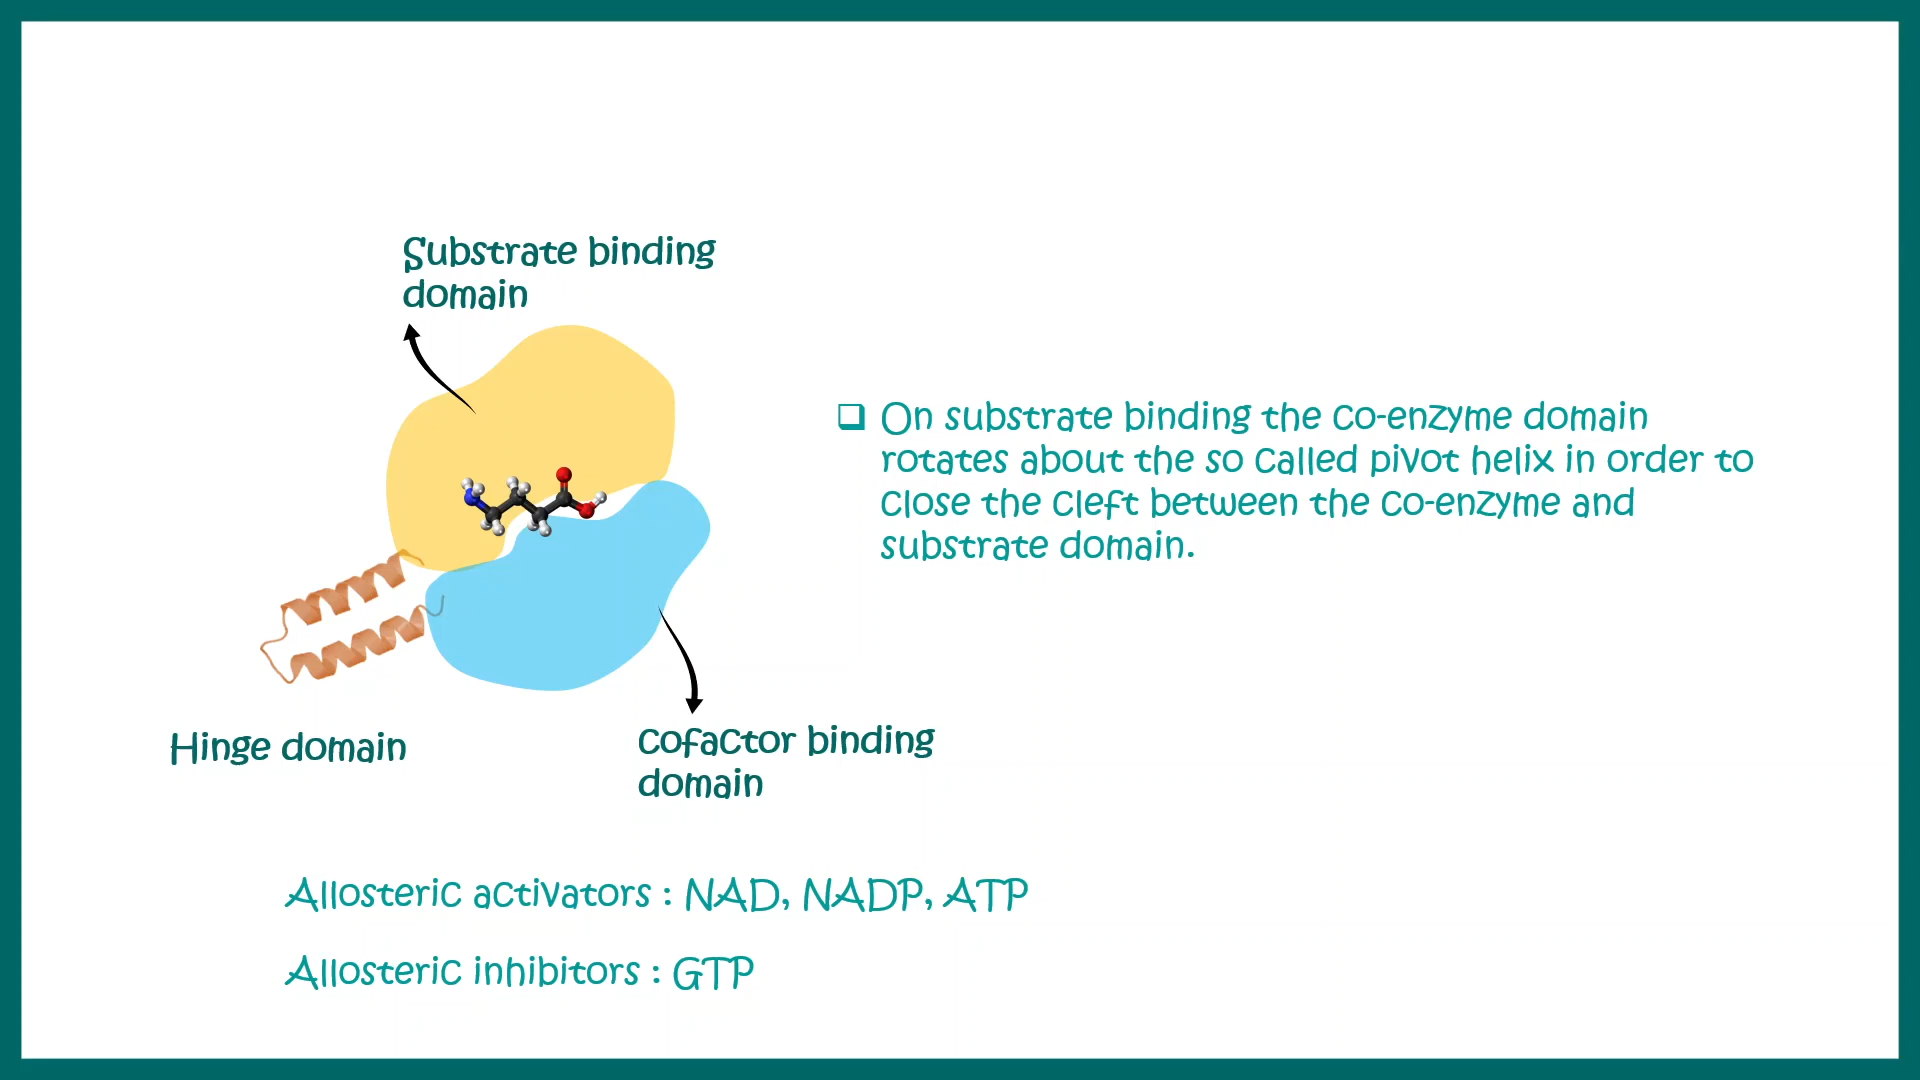 Substrate binding
domain
❑ On substrate binding the co-enzyme domain
rotates about the so called pivot helix in order to
close the cleft between the co-enzyme and
substrate domain.
Hinge domain
cofactor binding
domain
Allosteric activators : NAD, NADP, ATP
Allosteric inhibitors : GTP